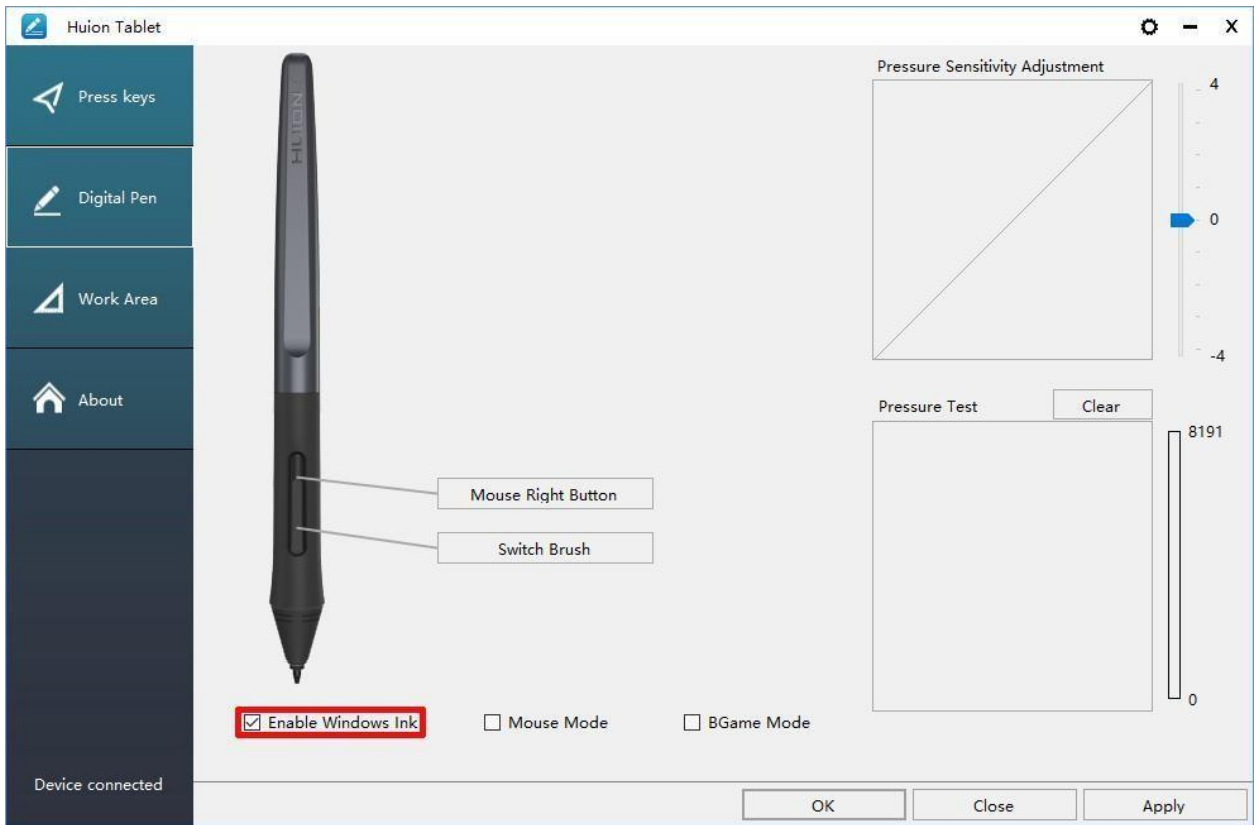 Huion Tablet
X
Press keys
Digital Pen
Work Area
About
Device connected
HUION
Mouse Right Button
Switch Brush
Enable Windows Ink
Mouse Mode
BGame Mode
Pressure Sensitivity Adjustment
4
0
-4
Pressure Test
Clear
8191
0
OK
Close
Apply